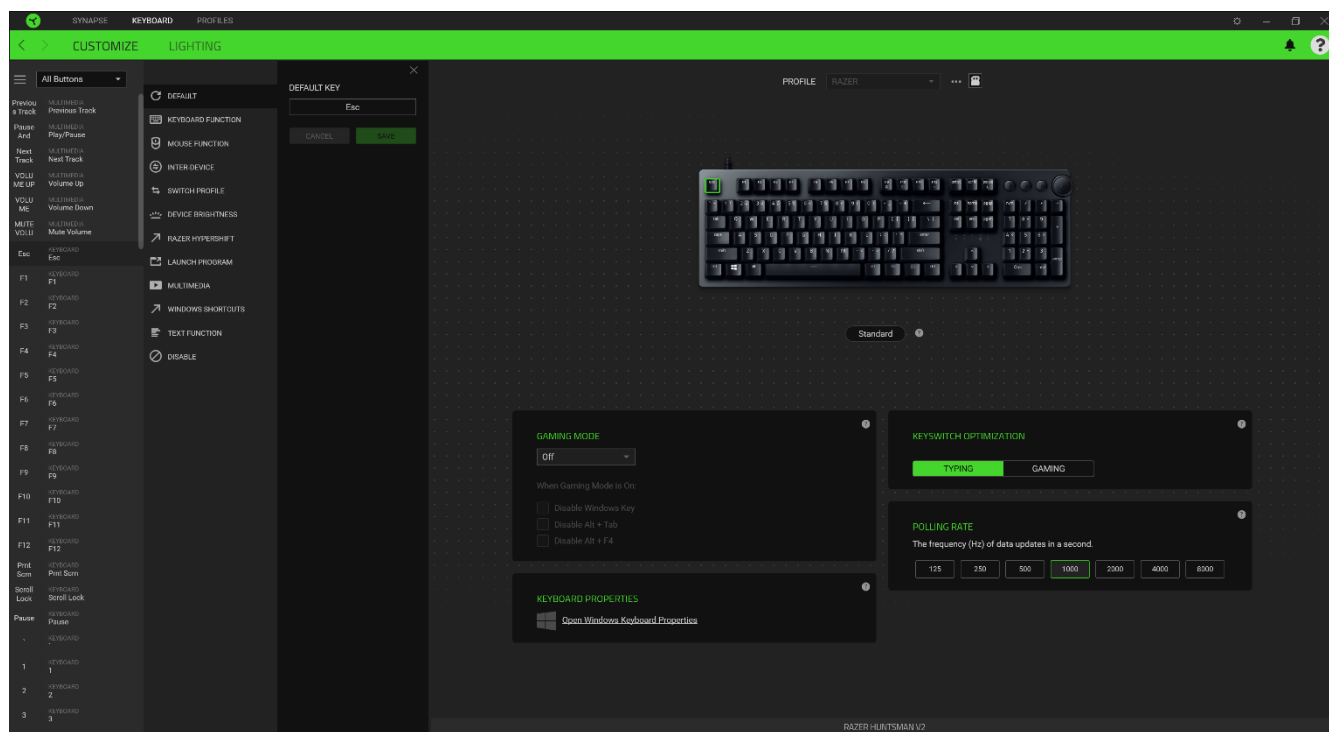 SYNAPSE KEYBOARD PROFILES
CUSTOMIZE LIGHTING
All Buttons
Previou
s Track
MULTIMEDIA
Previous Track
Pause
And
MULTIMEDIA
Play/Pause
Next
Track
MULTIMEDIA
Next Track
VOLU
ME UP
MULTIMEDIA
Volume Up
VOLU
ME
MULTIMEDIA
Volume Down
MUTE
VOLU
MULTIMEDIA
Mute Volume
Esc
KEYBOARD
Esc
F1
KEYBOARD
F1
F2
KEYBOARD
F2
F3
KEYBOARD
F3
F4
KEYBOARD
F4
F5
KEYBOARD
F5
F6
KEYBOARD
F6
F7
KEYBOARD
F7
F8
KEYBOARD
F8
F9
KEYBOARD
F9
F10
KEYBOARD
F10
F11
KEYBOARD
F11
F12
KEYBOARD
F12
Prnt
Scrn
KEYBOARD
Prnt Scrn
Scroll
Lock
KEYBOARD
Scroll Lock
Pause
KEYBOARD
Pause
`
KEYBOARD
`
1
KEYBOARD
1
2
KEYBOARD
2
3
KEYBOARD
3
DEFAULT
KEYBOARD FUNCTION
MOUSE FUNCTION
INTER-DEVICE
SWITCH PROFILE
DEVICE BRIGHTNESS
RAZER HYPERSHIFT
LAUNCH PROGRAM
MULTIMEDIA
WINDOWS SHORTCUTS
TEXT FUNCTION
DISABLE
DEFAULT KEY
Esc
CANCEL SAVE
PROFILE RAZER
Standard
GAMING MODE
Off
When Gaming Mode is On:
Disable Windows Key
Disable Alt + Tab
Disable Alt + F4
KEYBOARD PROPERTIES
Open Windows Keyboard Properties
KEYSWITCH OPTIMIZATION
TYPING GAMING
POLLING RATE
The frequency (Hz) of data updates in a second.
125 250 500 1000 2000 4000 8000
RAZER HUNTSMAN V2